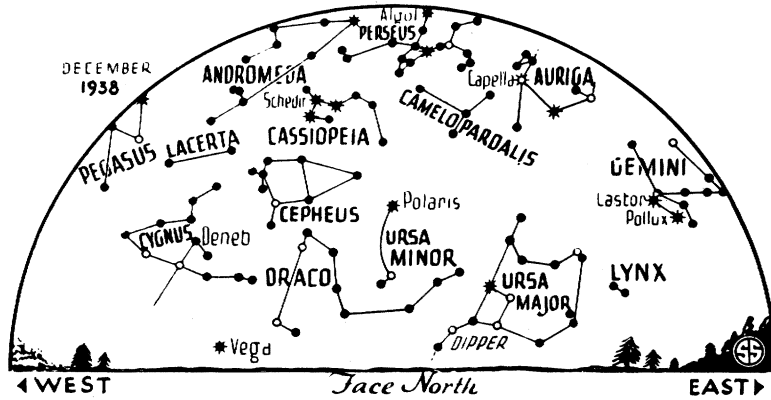 Algol
PERSEUS
DECEMBER
1938
ANDROMEDA
Capella
AURIGA
Schedir
CAMELOPARDALIS
PEGASUS
LACERTA
CASSIOPEIA
GEMINI
Castor
Pollux
CEPHEUS
Polaris
CYGNUS
Deneb
URSA
MINOR
DRACO
URSA
MAJOR
LYNX
DIPPER
Vega
SS
WEST
Face North
EAST